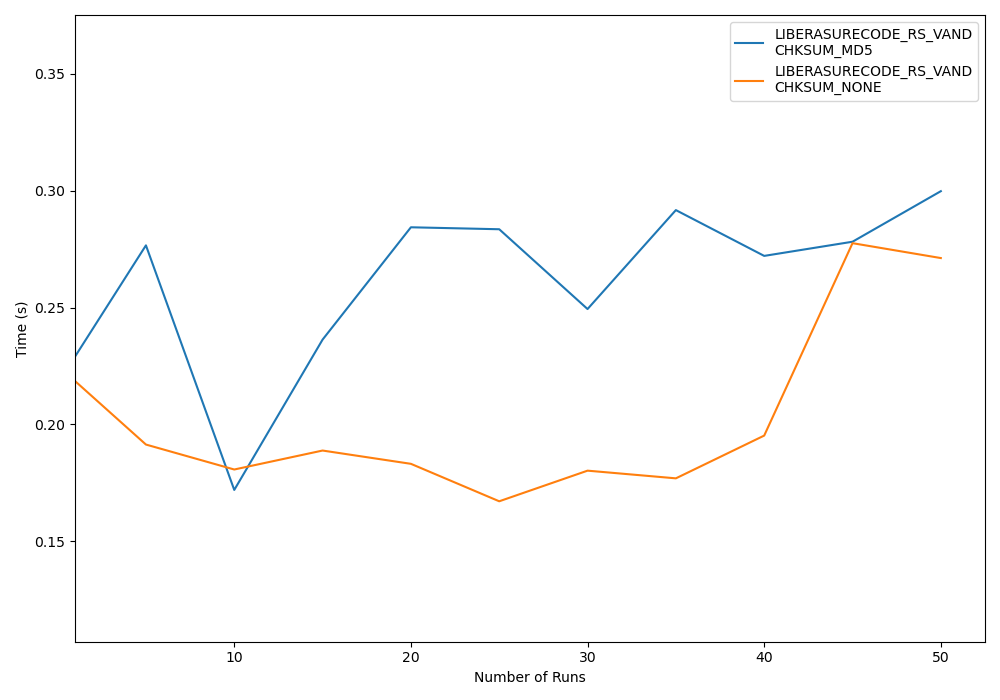 LIBERASURECODE_RS_VAND
CHKSUM_MD5
LIBERASURECODE_RS_VAND
CHKSUM_NONE
0.35
0.30
0.25
0.20
0.15
Time (s)
10
20
30
40
50
Number of Runs